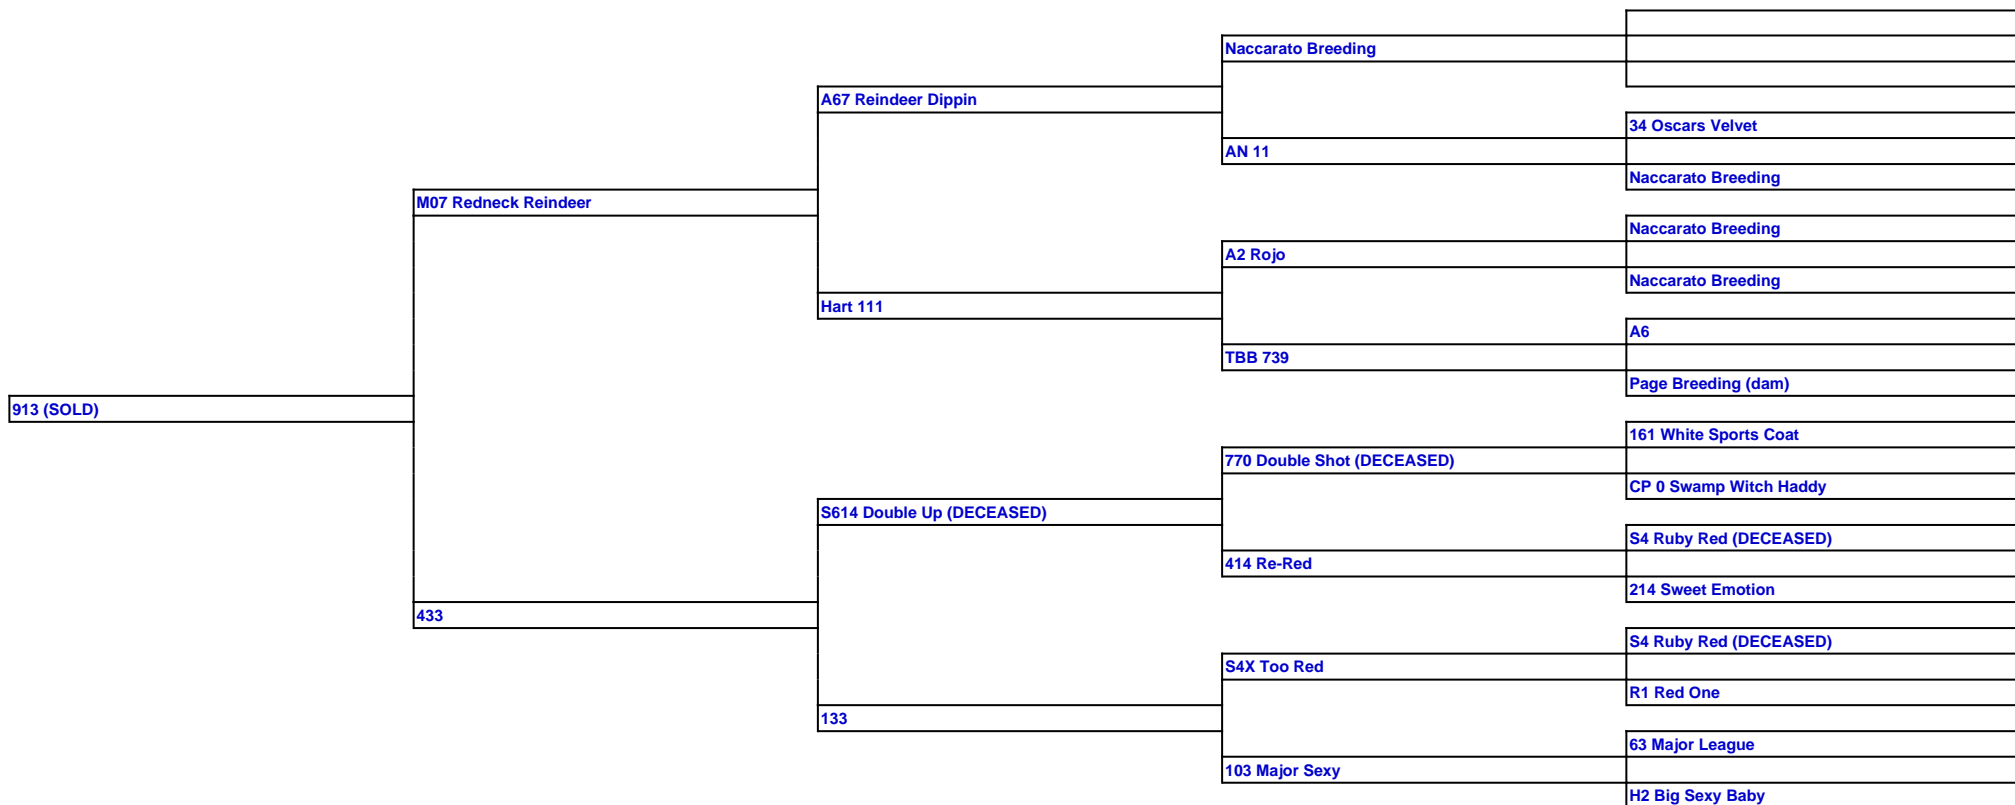 Naccarato Breeding
A67 Reindeer Dippin
34 Oscars Velvet
AN 11
Naccarato Breeding
M07 Redneck Reindeer
Naccarato Breeding
A2 Rojo
Naccarato Breeding
Hart 111
A6
TBB 739
Page Breeding (dam)
913 (SOLD)
161 White Sports Coat
770 Double Shot (DECEASED)
CP 0 Swamp Witch Haddy
S614 Double Up (DECEASED)
S4 Ruby Red (DECEASED)
414 Re-Red
214 Sweet Emotion
433
S4 Ruby Red (DECEASED)
S4X Too Red
R1 Red One
133
63 Major League
103 Major Sexy
H2 Big Sexy Baby